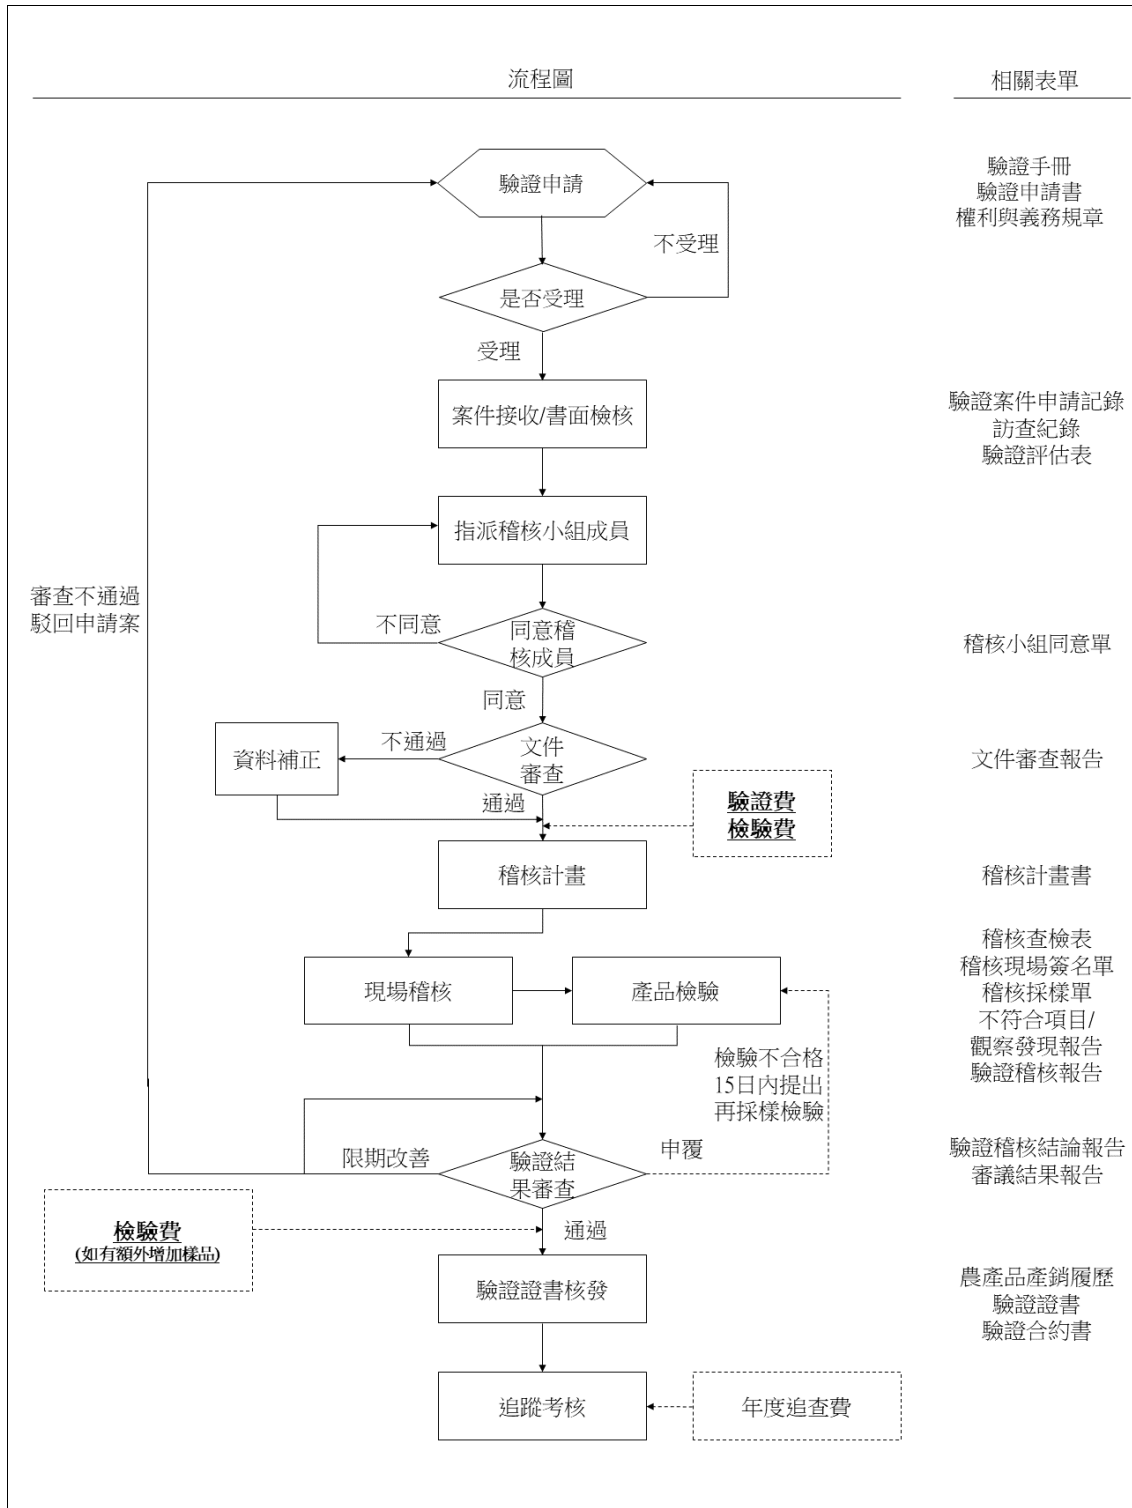 流程圖
相關表單
驗證申請
驗證手冊
驗證申請書
權利與義務規章
不受理
是否受理
受理
案件接收/書面檢核
驗證案件申請記錄
訪查紀錄
驗證評估表
指派稽核小組成員
審查不通過
駁回申請案
不同意
同意稽
核成員
稽核小組同意單
同意
資料補正
不通過
文件
審查
文件審查報告
通過
驗證費
檢驗費
稽核計畫
稽核計畫書
現場稽核
產品檢驗
稽核查檢表
稽核現場簽名單
稽核採樣單
不符合項目/
觀察發現報告
驗證稽核報告
檢驗不合格
15日內提出
再採樣檢驗
限期改善
驗證結
果審查
申覆
驗證稽核結論報告
審議結果報告
檢驗費
(如有額外增加樣品)
通過
驗證證書核發
農產品產銷履歷
驗證證書
驗證合約書
追蹤考核
年度追查費